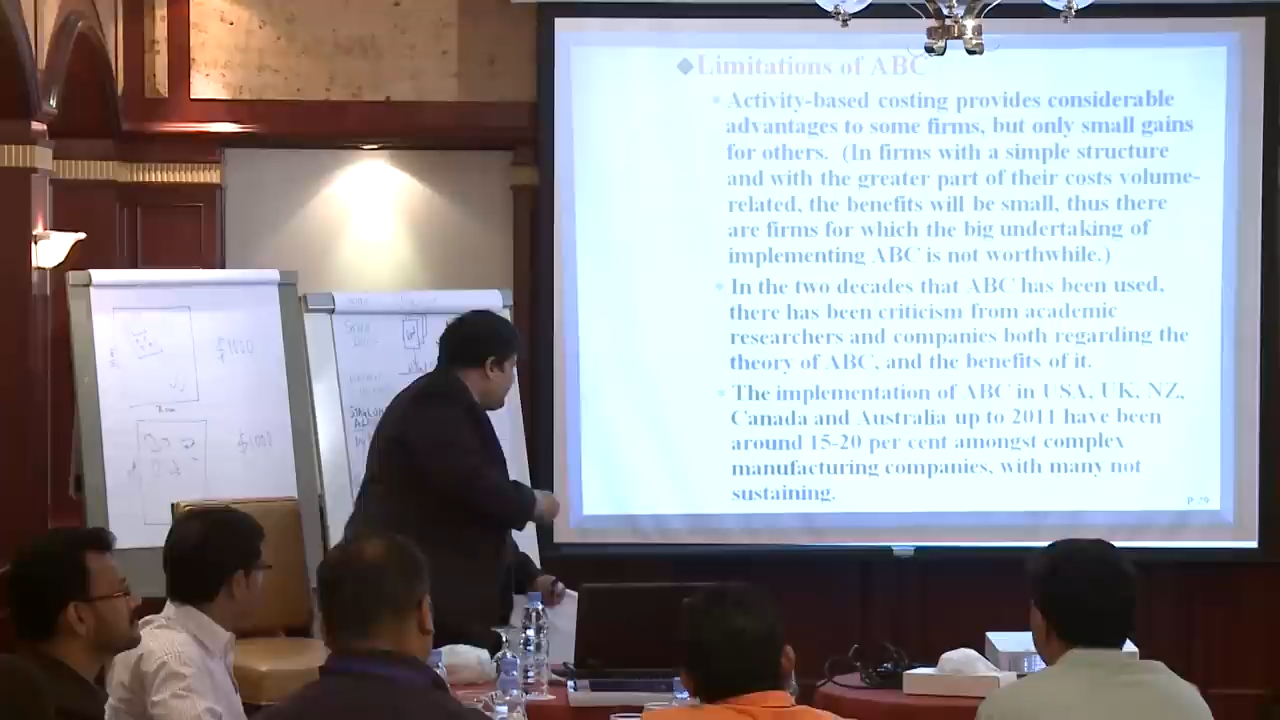 Limitations of ABC
Activity-based costing provides considerable
advantages to some firms, but only small gains
for others. (In firms with a simple structure
and with the greater part of their costs volume-
related, the benefits will be small, thus there
are firms for which the big undertaking of
implementing ABC is not worthwhile.)
In the two decades that ABC has been used,
there has been criticism from academic
researchers and companies both regarding the
theory of ABC, and the benefits of it.
The implementation of ABC in USA, UK, NZ,
Canada and Australia up to 2011 have been
around 15-20 per cent amongst complex
manufacturing companies, with many not
sustaining.